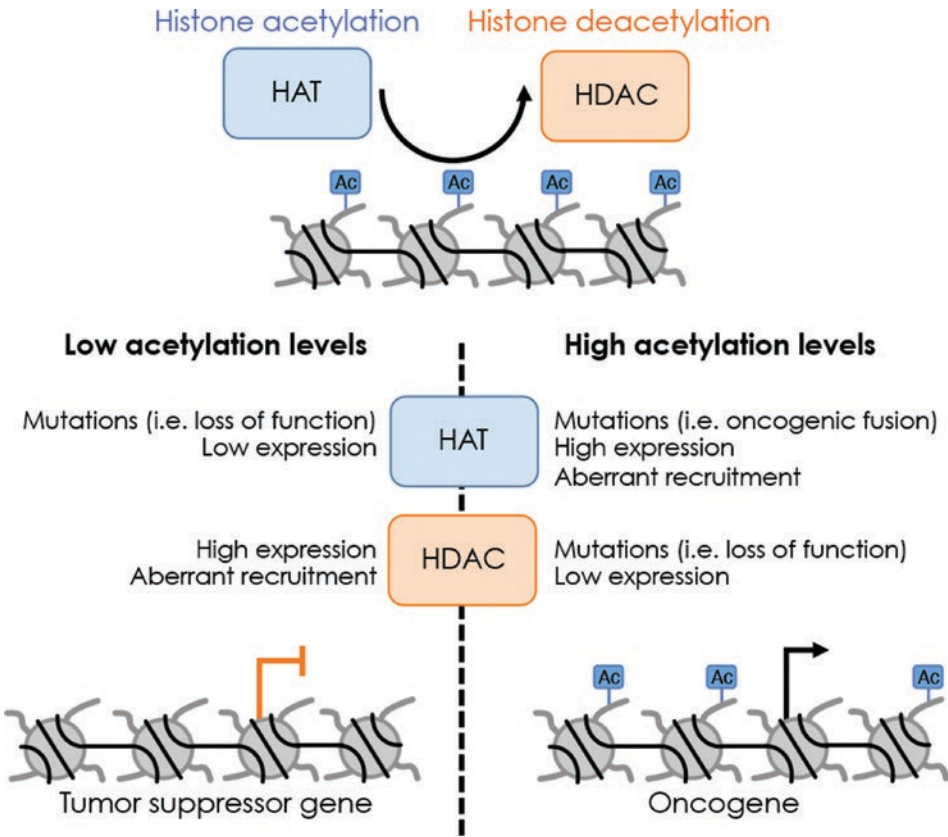 Histone acetylation
Histone deacetylation
HAT
HDAC
Ac
Ac
Ac
Ac
Low acetylation levels
High acetylation levels
Mutations (i.e. loss of function)
Low expression
HAT
Mutations (i.e. oncogenic fusion)
High expression
Aberrant recruitment
High expression
Aberrant recruitment
HDAC
Mutations (i.e. loss of function)
Low expression
Ac
Ac
Ac
Tumor suppressor gene
Oncogene